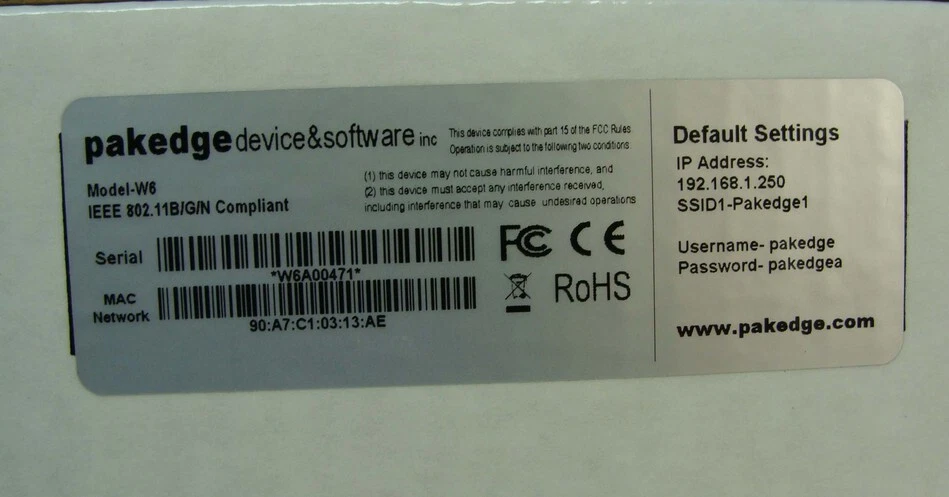 pakedge device&software inc
This device complies with part 15 of the FCC Rules
Operation is subject to the following two conditions.
(1) this device may not cause harmful interference, and
(2) this device must accept any interference received,
including interference that may cause undesired operations
Model-W6
IEEE 802.11B/G/N Compliant
Serial
*W6A00471*
MAC
Network
90:A7:C1:03:13:AE
FC CE
RoHS
Default Settings
IP Address:
192.168.1.250
SSID1-Pakedge1
Username- pakedge
Password- pakedgea
www.pakedge.com